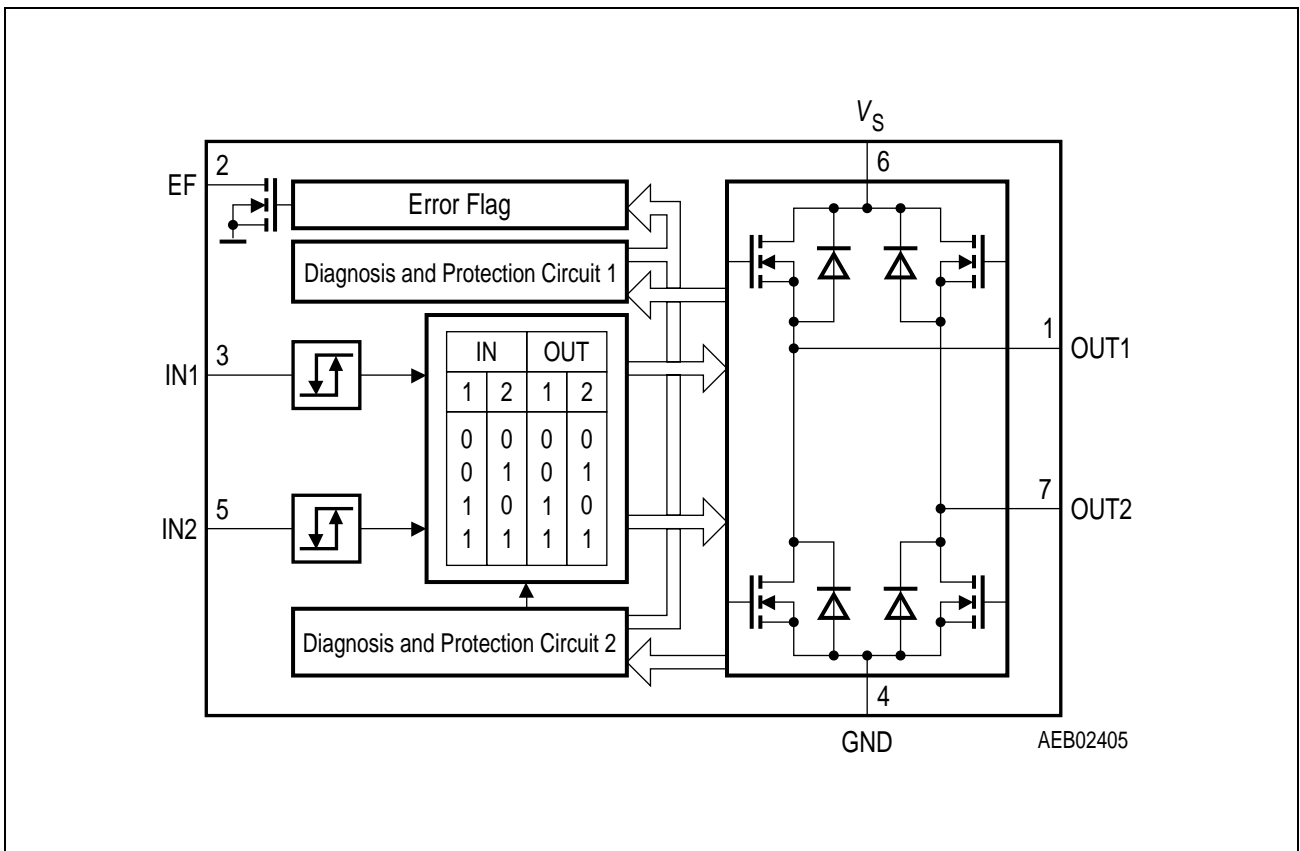 VS
6
2
EF
Error Flag
Diagnosis and Protection Circuit 1
1
OUT1
3
IN1
IN OUT
1 2 1 2
0 0 0 0
0 1 0 1
1 0 1 0
1 1 1 1
5
IN2
7
OUT2
Diagnosis and Protection Circuit 2
4
GND
AEB02405